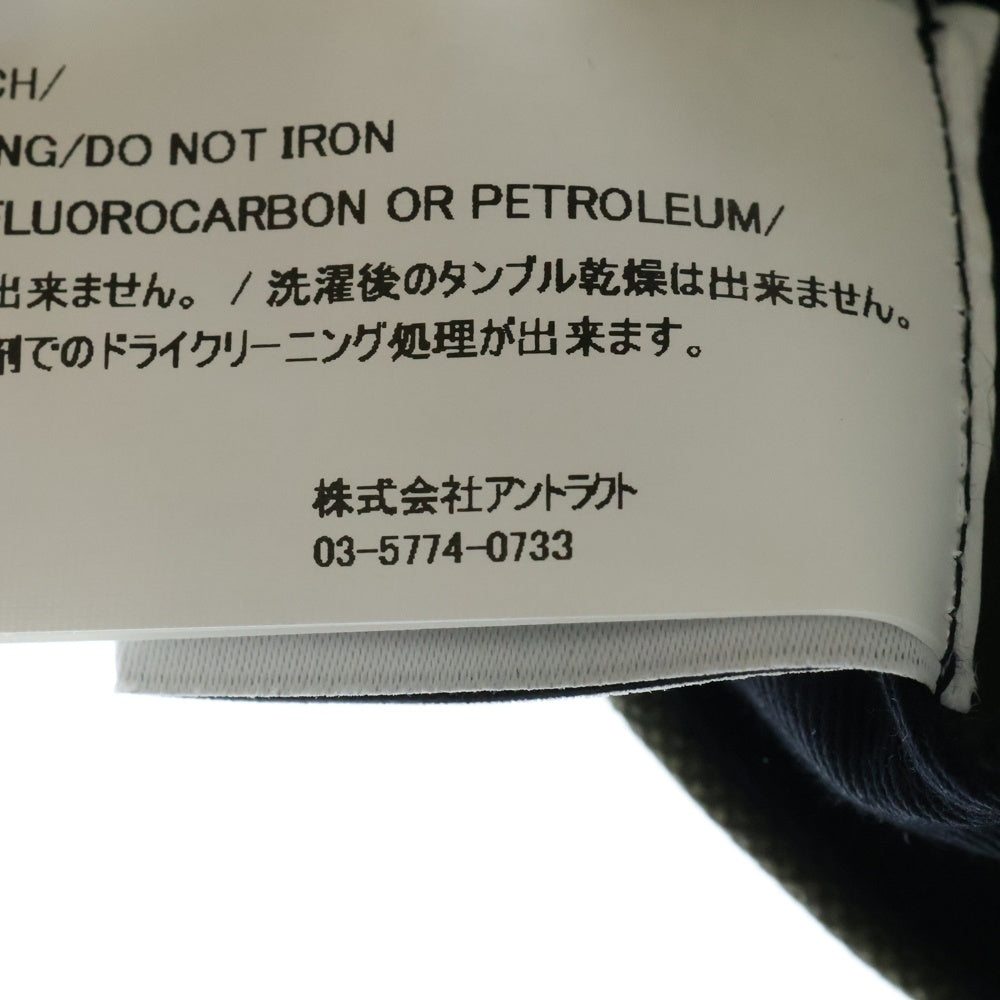 CH/
NG/DO NOT IRON
FLUOROCARBON OR PETROLEUM/
出来ません。 / 洗濯後のタンブル乾燥は出来ません。
剤でのドライクリーニング処理が出来ます。
株式会社アントラクト
03-5774-0733